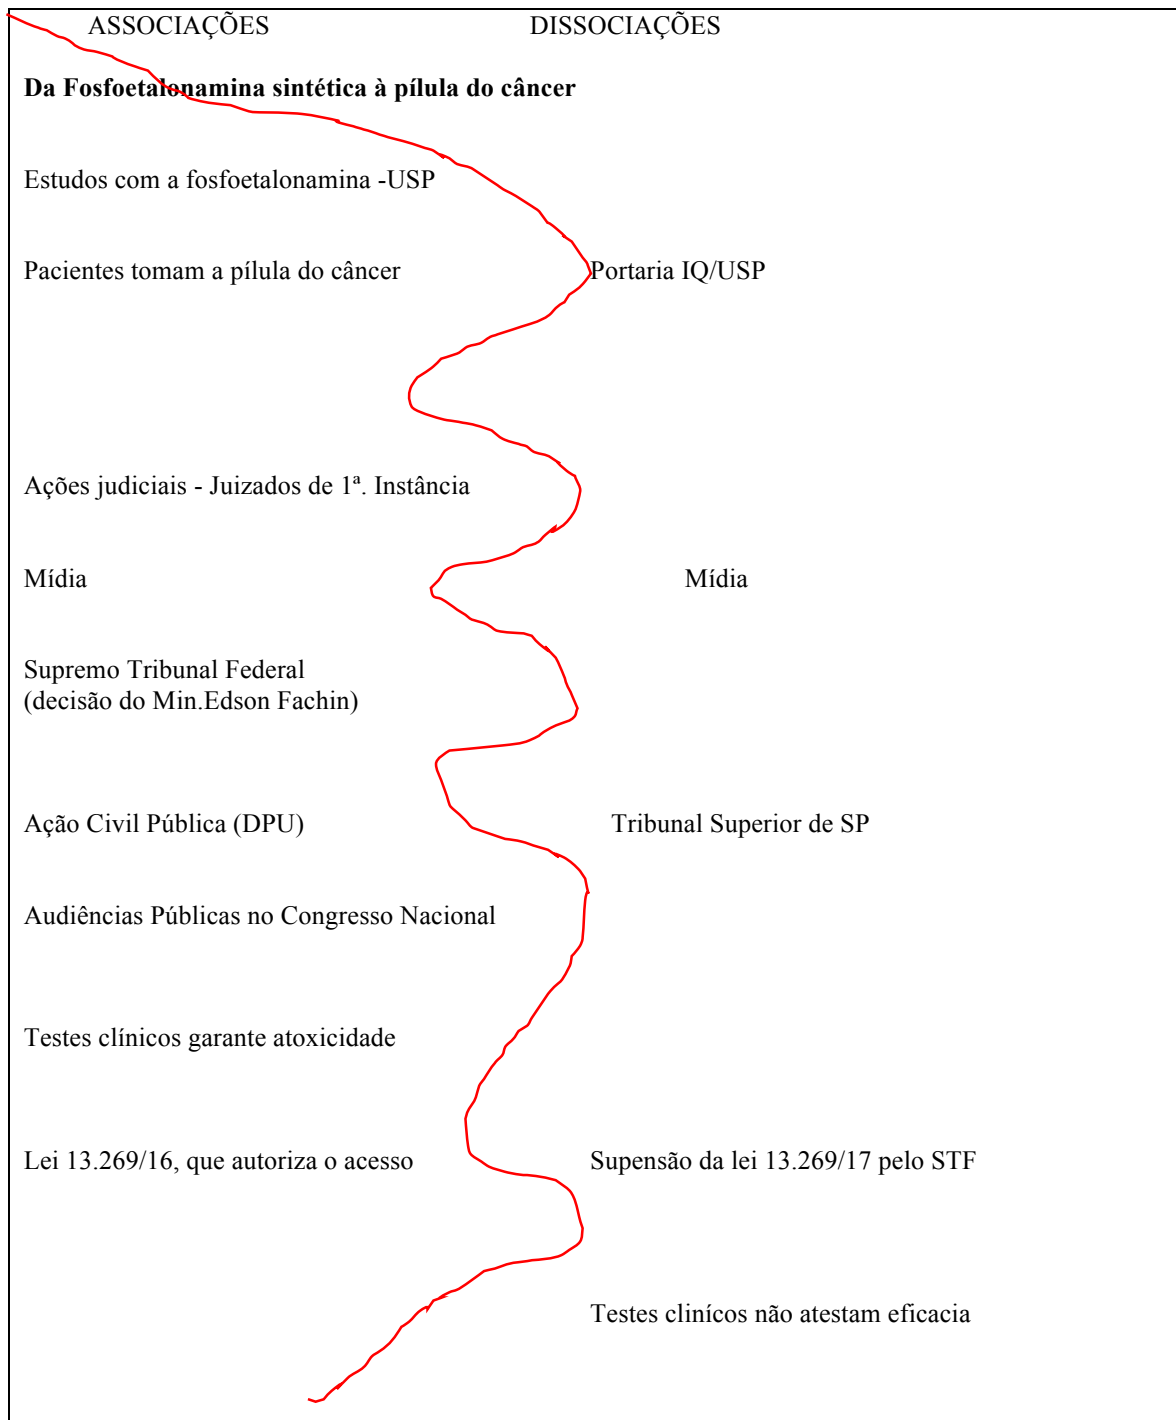 ASSOCIAÇÕES DISSOCIAÇÕES
Da Fosfoetalonamina sintética à pílula do câncer
Estudos com a fosfoetalonamina -USP
Pacientes tomam a pílula do câncer Portaria IQ/USP
Ações judiciais - Juizados de 1ª. Instância
Mídia Mídia
Supremo Tribunal Federal
(decisão do Min.Edson Fachin)
Ação Civil Pública (DPU) Tribunal Superior de SP
Audiências Públicas no Congresso Nacional
Testes clínicos garante atoxicidade
Lei 13.269/16, que autoriza o acesso Supensão da lei 13.269/17 pelo STF
Testes clinícos não atestam eficacia